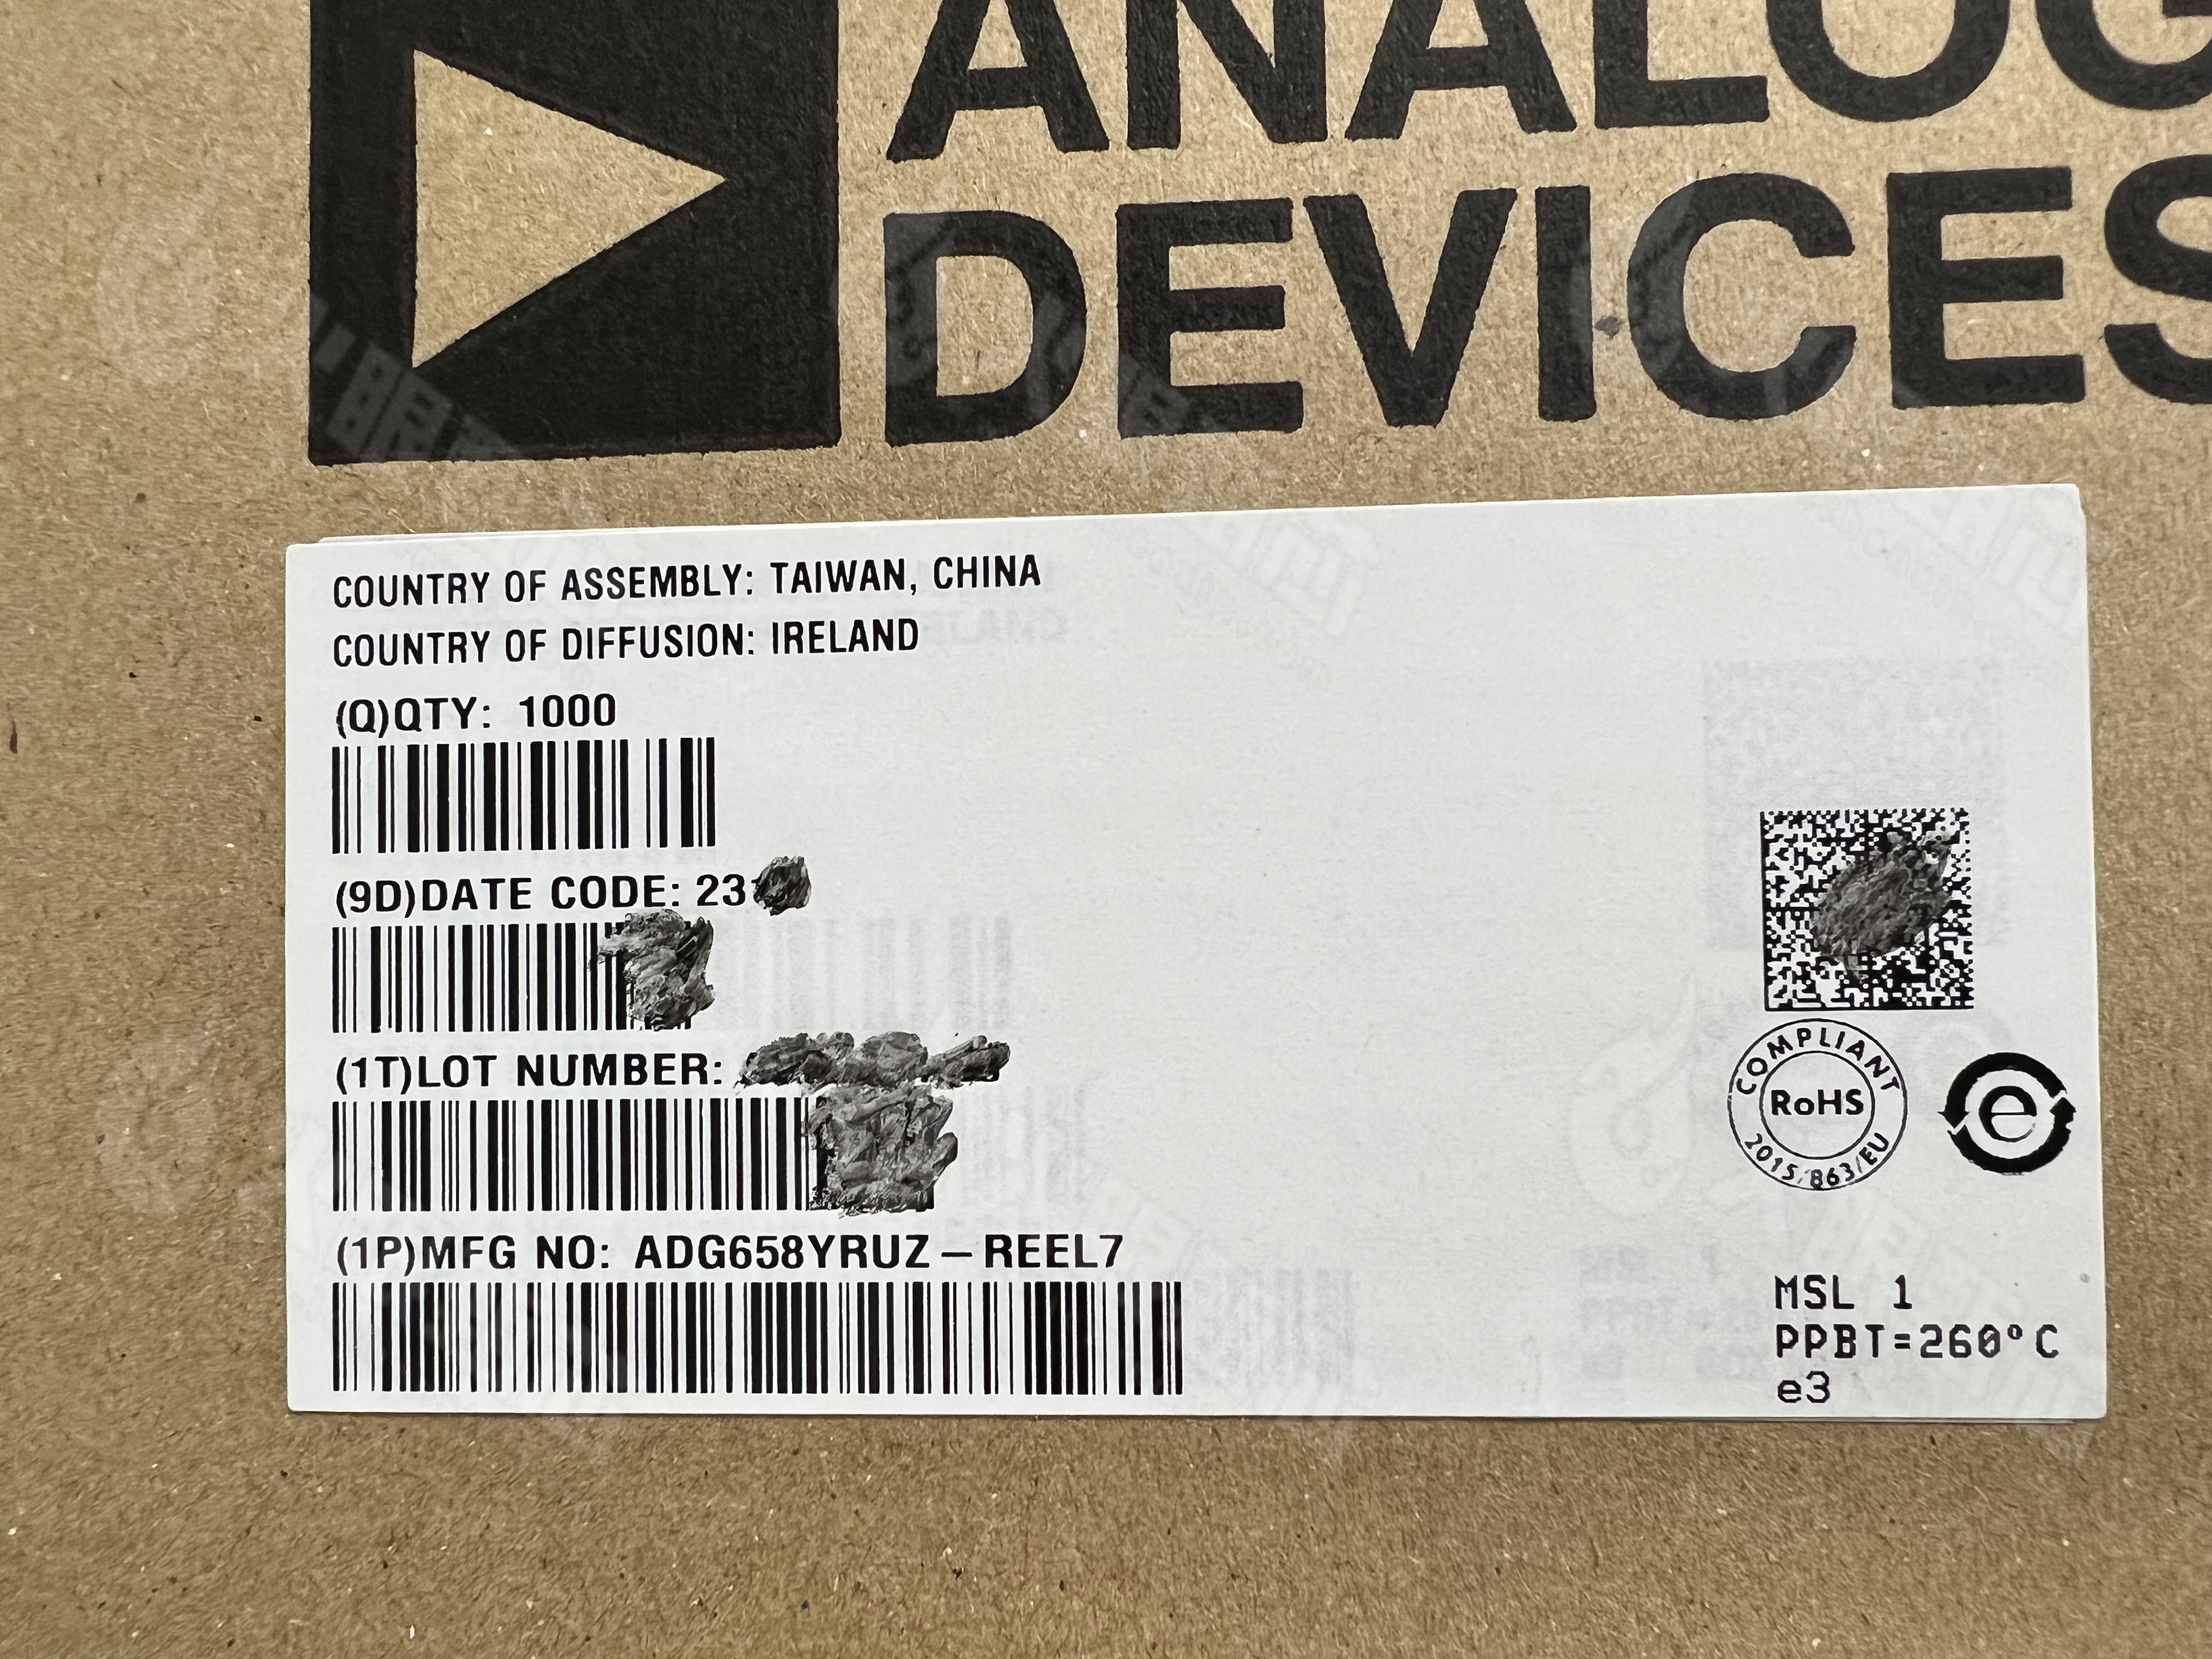 ANALOG
DEVICES
COUNTRY OF ASSEMBLY: TAIWAN, CHINA
COUNTRY OF DIFFUSION: IRELAND
(Q)QTY: 1000
(9D)DATE CODE: 23
(1T)LOT NUMBER:
(1P)MFG NO: ADG658YRUZ–REEL7
COMPLIANT
RoHS
2015/863/EU
e
MSL 1
PPBT=260°C
e3